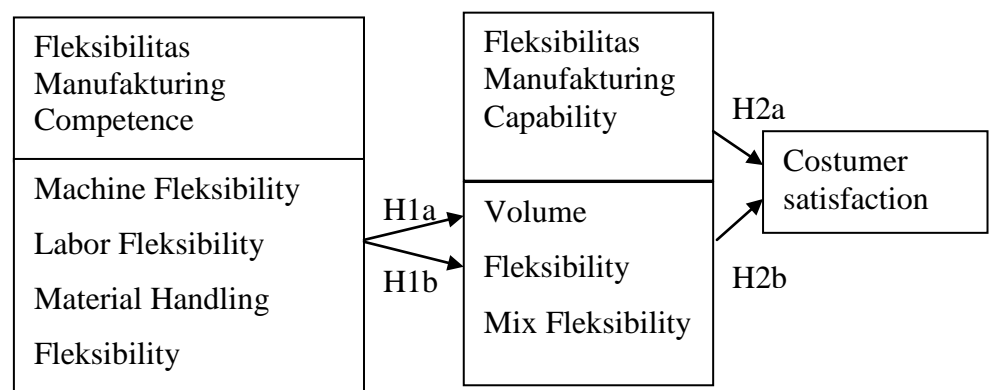 Fleksibilitas
Manufakturing
Competence
Machine Fleksibility
Labor Fleksibility
Material Handling
Fleksibility
H1a
H1b
Fleksibilitas
Manufakturing
Capability
Volume
Fleksibility
Mix Fleksibility
H2a
H2b
Costumer
satisfaction